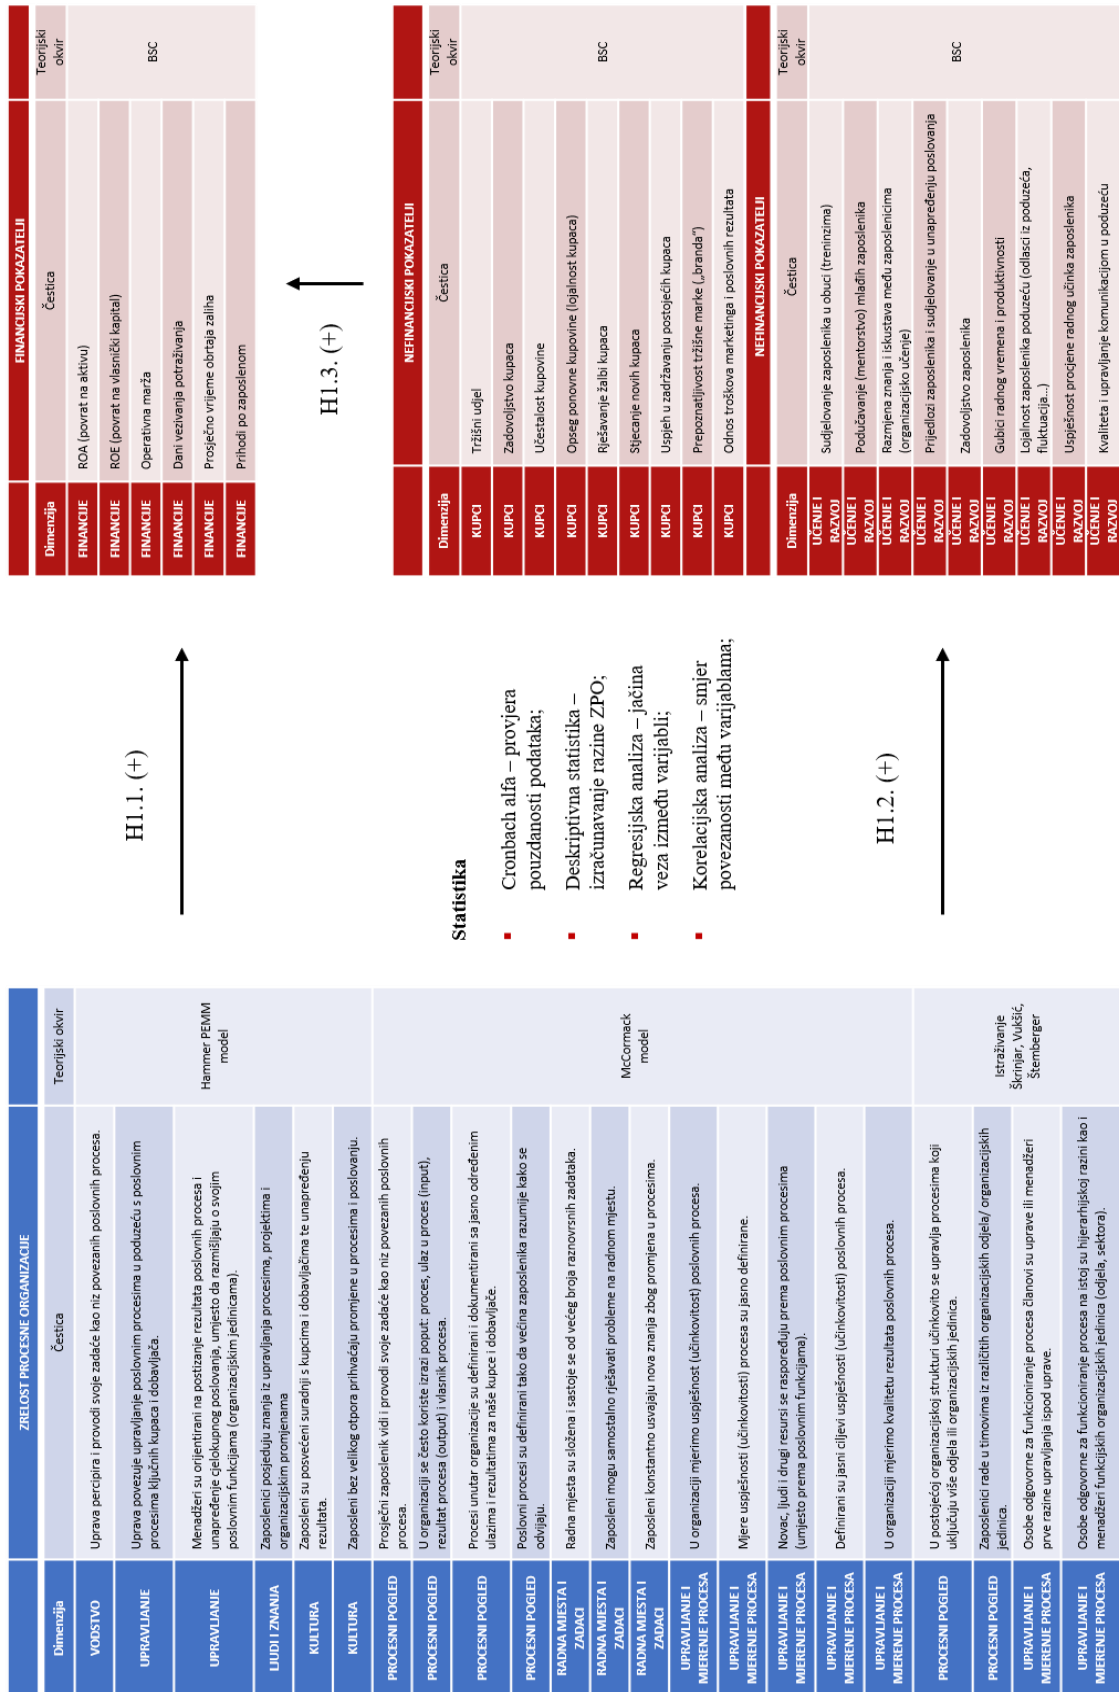 ZRELOST PROCESNE ORGANIZACIJE
Dimenzija
Čestica
Teorijski okvir
VODSTVO
Uprava percipira i provodi svoje zadaće kao niz povezanih poslovnih procesa.
Hammer PEMM
model
UPRAVLJANJE
Uprava povezuje upravljanje poslovnim procesima u poduzeću s poslovnim
procesima ključnih kupaca i dobavljača.
UPRAVLJANJE
Menadžeri su orijentirani na postizanje rezultata poslovnih procesa i
unapređenje cjelokupnog poslovanja, umjesto da razmišljaju o svojim
poslovnim funkcijama (organizacijskim jedinicama).
LJUDI I ZNANJA
Zaposlenici posjeduju znanja iz upravljanja procesima, projektima i
organizacijskim promjenama
KULTURA
Zaposleni su posvećeni suradnji s kupcima i dobavljačima te unapređenju
rezultata.
KULTURA
Zaposleni bez velikog otpora prihvaćaju promjene u procesima i poslovanju.
PROCESNI POGLED
Prosječni zaposlenik vidi i provodi svoje zadaće kao niz povezanih poslovnih
procesa.
McCormack
model
PROCESNI POGLED
U organizaciji se često koriste izrazi poput: proces, ulaz u proces (input),
rezultat procesa (output) i vlasnik procesa.
PROCESNI POGLED
Procesi unutar organizacije su definirani i dokumentirani sa jasno određenim
ulazima i rezultatima za naše kupce i dobavljače.
PROCESNI POGLED
Poslovni procesi su definirani tako da većina zaposlenika razumije kako se
odvijaju.
RADNA MJESTA I
ZADACI
Radna mjesta su složena i sastoje se od većeg broja raznovrsnih zadataka.
RADNA MJESTA I
ZADACI
Zaposleni mogu samostalno rješavati probleme na radnom mjestu.
RADNA MJESTA I
ZADACI
Zaposleni konstantno usvajaju nova znanja zbog promjena u procesima.
UPRAVLJANJE I
MJERENJE PROCESA
U organizaciji mjerimo uspješnost (učinkovitost) poslovnih procesa.
UPRAVLJANJE I
MJERENJE PROCESA
Mjere uspješnosti (učinkovitosti) procesa su jasno definirane.
UPRAVLJANJE I
MJERENJE PROCESA
Novac, ljudi i drugi resursi se raspoređuju prema poslovnim procesima
(umjesto prema poslovnim funkcijama).
UPRAVLJANJE I
MJERENJE PROCESA
Definirani su jasni ciljevi uspješnosti (učinkovitosti) poslovnih procesa.
UPRAVLJANJE I
MJERENJE PROCESA
U organizaciji mjerimo kvalitetu rezultata poslovnih procesa.
PROCESNI POGLED
U postojećoj organizacijskoj strukturi učinkovito se upravlja procesima koji
uključuju više odjela ili organizacijskih jedinica.
Istraživanje
Škrinjar, Vukšić,
Štemberger
PROCESNI POGLED
Zaposlenici rade u timovima iz različitih organizacijskih odjela/ organizacijskih
jedinica.
UPRAVLJANJE I
MJERENJE PROCESA
Osobe odgovorne za funkcioniranje procesa članovi su uprave ili menadžeri
prve razine upravljanja ispod uprave.
UPRAVLJANJE I
MJERENJE PROCESA
Osobe odgovorne za funkcioniranje procesa na istoj su hijerarhijskoj razini kao i
menadžeri funkcijskih organizacijskih jedinica (odjela, sektora).
H1.1. (+)
Statistika
Cronbach alfa – provjera
pouzdanosti podataka;
Deskriptivna statistika –
izračunavanje razine ZPO;
Regresijska analiza – jačina
veza između varijabli;
Korelacijska analiza – smjer
povezanosti među varijablama;
H1.2. (+)
FINANCIJSKI POKAZATELJI
Dimenzija
Čestica
Teorijski
okvir
FINANCIJE
ROA (povrat na aktivu)
BSC
FINANCIJE
ROE (povrat na vlasnički kapital)
FINANCIJE
Operativna marža
FINANCIJE
Dani vezivanja potraživanja
FINANCIJE
Prosječno vrijeme obrtaja zaliha
FINANCIJE
Prihodi po zaposlenom
H1.3. (+)
NEFINANCIJSKI POKAZATELJI
Dimenzija
Čestica
Teorijski
okvir
KUPCI
Tržišni udjel
BSC
KUPCI
Zadovoljstvo kupaca
KUPCI
Učestalost kupovine
KUPCI
Opseg ponovne kupovine (lojalnost kupaca)
KUPCI
Rješavanje žalbi kupaca
KUPCI
Stjecanje novih kupaca
KUPCI
Uspjeh u zadržavanju postojećih kupaca
KUPCI
Prepoznatljivost tržišne marke („branda“)
KUPCI
Odnos troškova marketinga i poslovnih rezultata
NEFINANCIJSKI POKAZATELJI
Dimenzija
Čestica
Teorijski
okvir
UČENJE I
RAZVOJ
Sudjelovanje zaposlenika u obuci (treninzima)
BSC
UČENJE I
RAZVOJ
Podučavanje (mentorstvo) mlađih zaposlenika
UČENJE I
RAZVOJ
Razmjena znanja i iskustava među zaposlenicima
(organizacijsko učenje)
UČENJE I
RAZVOJ
Prijedlozi zaposlenika i sudjelovanje u unapređenju poslovanja
UČENJE I
RAZVOJ
Zadovoljstvo zaposlenika
UČENJE I
RAZVOJ
Gubici radnog vremena i produktivnosti
UČENJE I
RAZVOJ
Lojalnost zaposlenika poduzeću (odlasci iz poduzeća,
fluktuacija...)
UČENJE I
RAZVOJ
Uspješnost procjene radnog učinka zaposlenika
UČENJE I
RAZVOJ
Kvaliteta i upravljanje komunikacijom u poduzeću